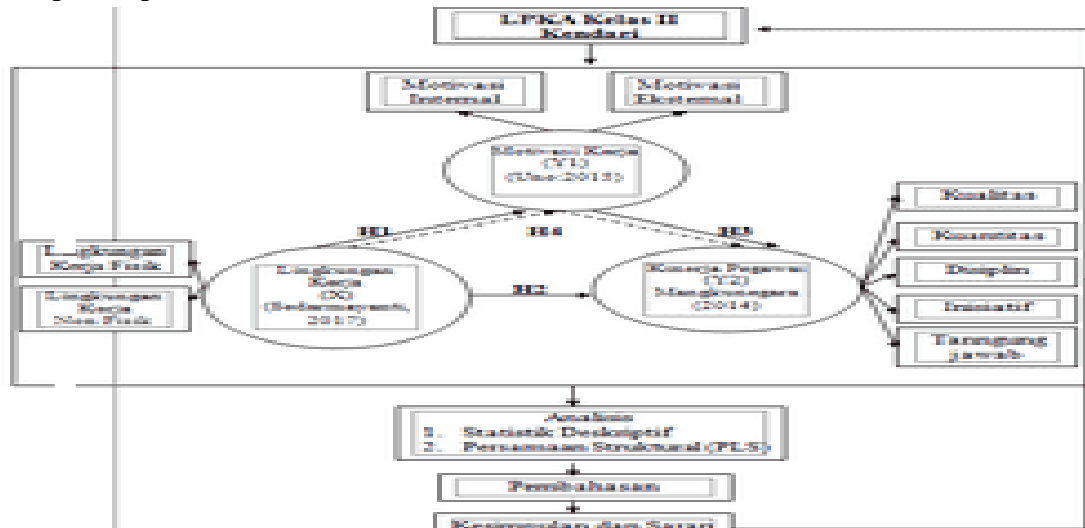 LPKA Kelas II
Kendari
Motivasi
Internal
Motivasi
Eksternal
Motivasi Kerja
(Y1)
(Uno:2015)
H1
H4
H3
Lingkungan
Kerja Fisik
Lingkungan
Kerja
Non Fisik
Lingkungan
Kerja
(X)
(Sedarmayanti,
2017)
H2
Kinerja Pegawai
(Y2)
Mangkunegara
(2014)
Kualitas
Kuantitas
Disiplin
Inisiatif
Tanggung
jawab
Analisis
1. Statistik Deskriptif
2. Persamaan Struktural (PLS)
Pembahasan
Kesimpulan dan Saran